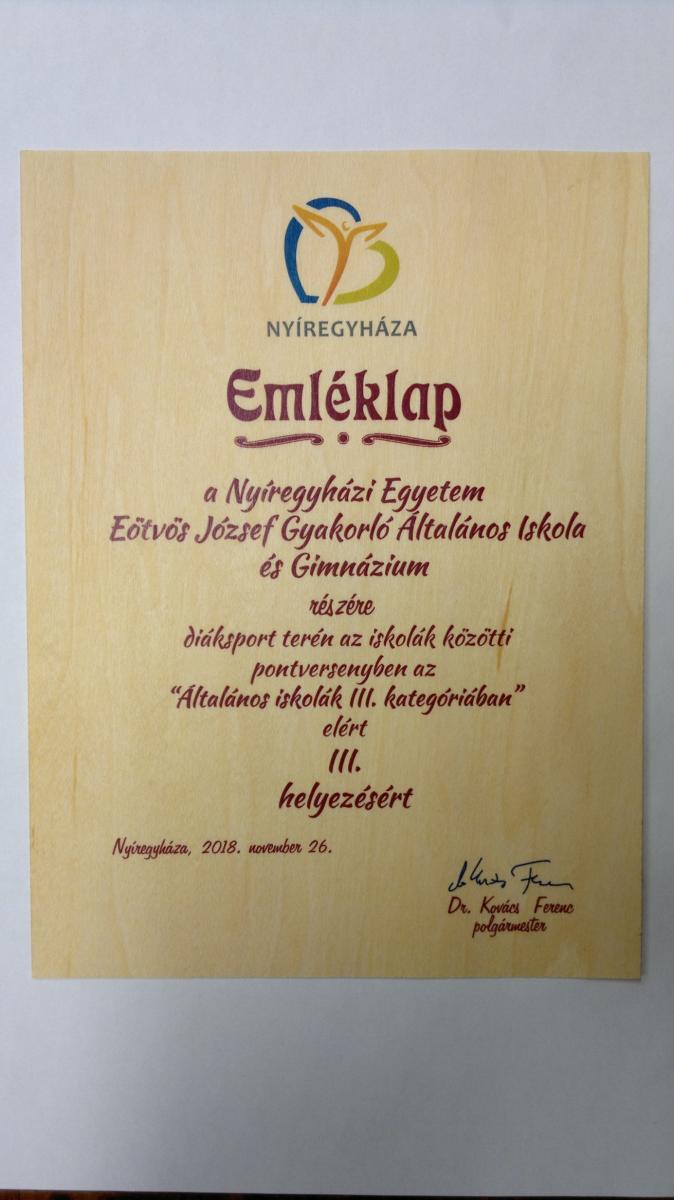 NYÍREGYHÁZA
Emléklap
a Nyíregyházi Egyetem
Eötvös József Gyakorló Általános Iskola
és Gimnázium
részére
diáksport terén az iskolák közötti
pontversenyben az
“Általános iskolák III. kategóriában”
elért
III.
helyezésért
Nyíregyháza, 2018. november 26.
Dr. Kovács Ferenc
polgármester